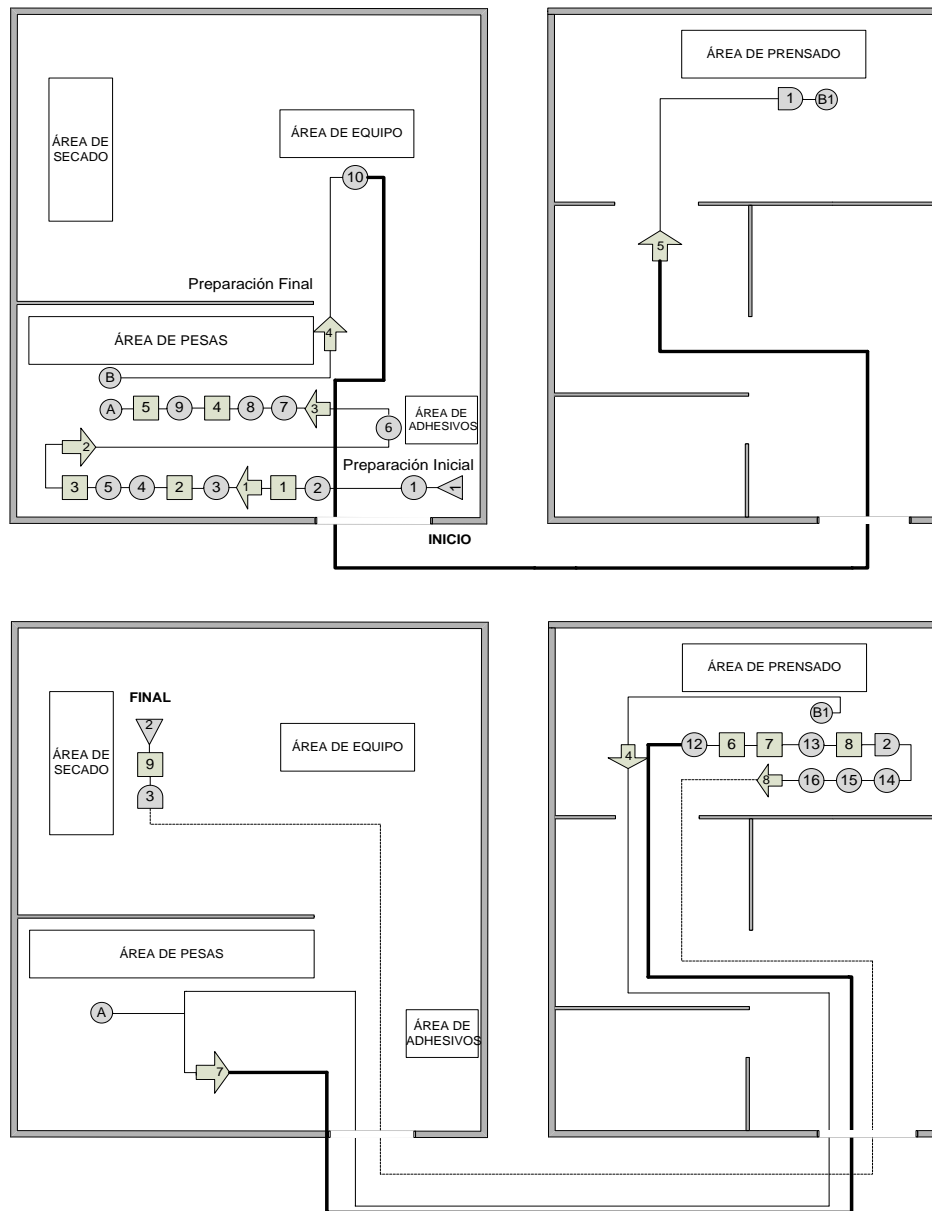 ÁREA DE PRENSADO
1
B1
ÁREA DE
SECADO
ÁREA DE EQUIPO
10
5
Preparación Final
4
ÁREA DE PESAS
B
A
5
9
4
8
7
3
6
ÁREA DE
ADHESIVOS
2
Preparación Inicial
3
5
4
2
3
1
1
2
1
1
INICIO
ÁREA DE PRENSADO
B1
FINAL
2
ÁREA DE
SECADO
9
3
ÁREA DE EQUIPO
4
12
6
7
13
8
2
8
16
15
14
ÁREA DE PESAS
A
ÁREA DE
ADHESIVOS
7